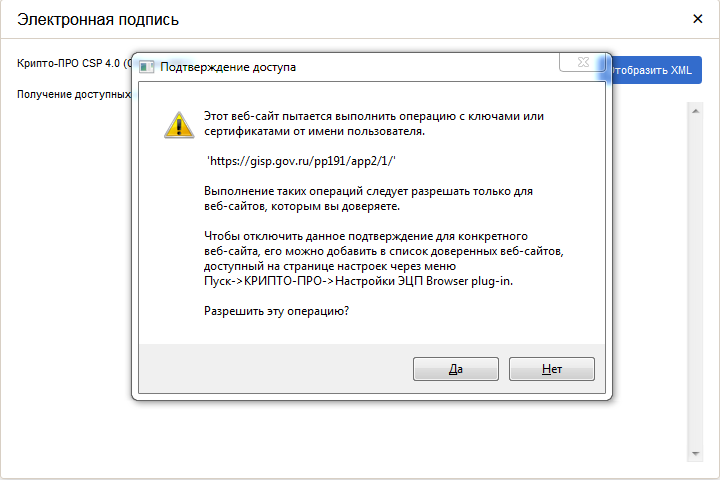 Электронная подпись
Крипто-ПРО CSP 4.0
Отобразить XML
Получение доступных
Подтверждение доступа
Этот веб-сайт пытается выполнить операцию с ключами или
сертификатами от имени пользователя.
'https://gisp.gov.ru/pp191/app2/1/'
Выполнение таких операций следует разрешать только для
веб-сайтов, которым вы доверяете.
Чтобы отключить данное подтверждение для конкретного
веб-сайта, его можно добавить в список доверенных веб-сайтов,
доступный на странице настроек через меню
Пуск->КРИПТО-ПРО->Настройки ЭЦП Browser plug-in.
Разрешить эту операцию?
Да
Нет